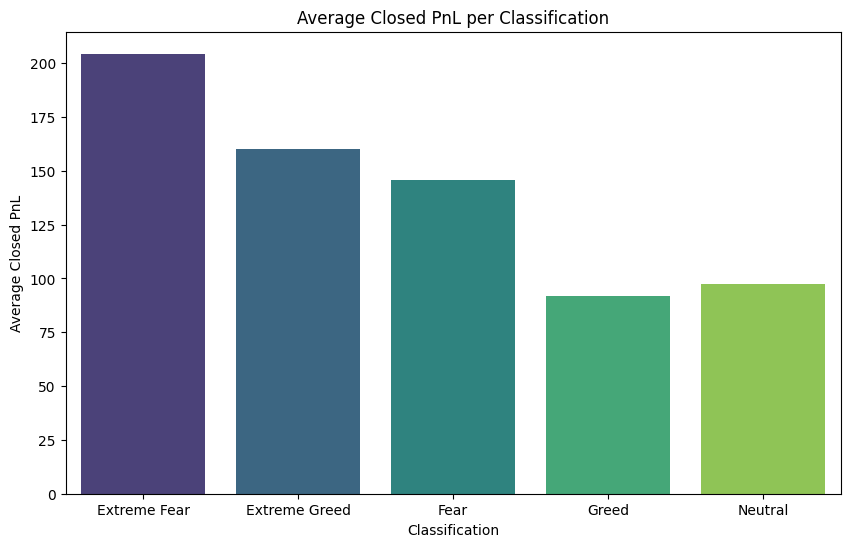 Average Closed PnL per Classification
Average Closed PnL
200
175
150
125
100
75
50
25
0
Extreme Fear Extreme Greed Fear Greed Neutral
Classification